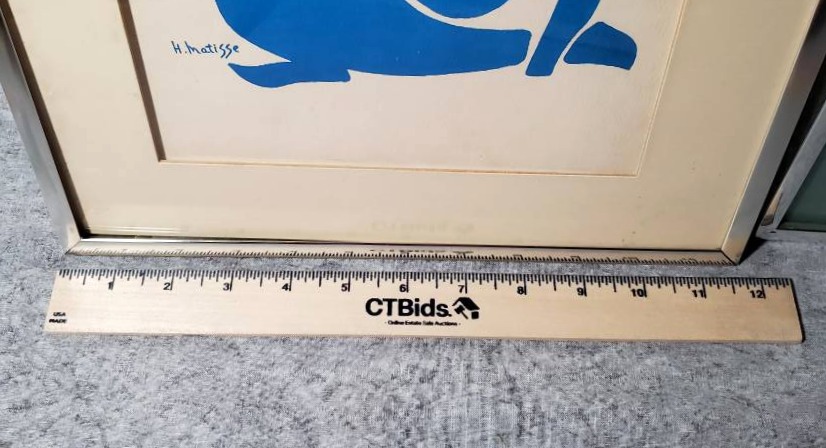 H. Matisse
1 2 3 4 5 6 7 8 9 10 11 12
CTBids.
- Online Estate Sale Auctions -
USA
MADE